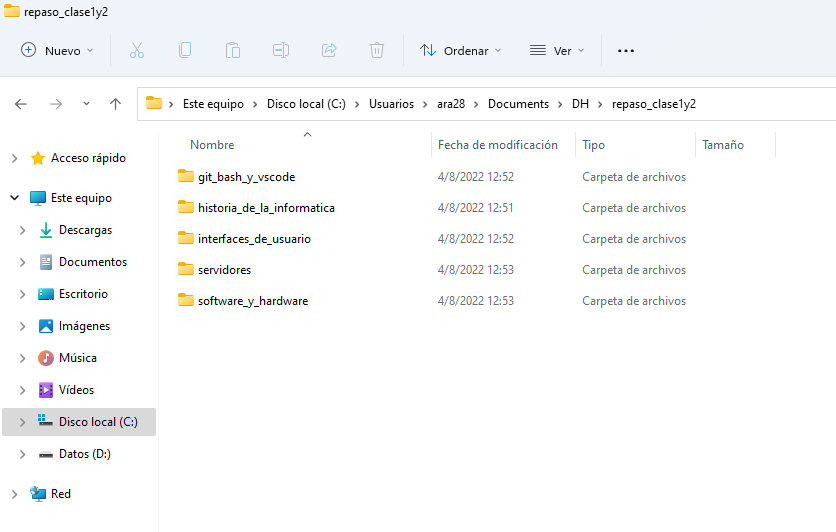 repaso_clase1y2
Nuevo Ordenar Ver
Este equipo Disco local (C:) Usuarios ara28 Documents DH repaso_clase1y2
Nombre Fecha de modificación Tipo Tamaño
Acceso rápido
Este equipo
Descargas
Documentos
Escritorio
Imágenes
Música
Vídeos
Disco local (C:)
Datos (D:)
Red
git_bash_y_vscode 4/8/2022 12:52 Carpeta de archivos
historia_de_la_informatica 4/8/2022 12:51 Carpeta de archivos
interfaces_de_usuario 4/8/2022 12:52 Carpeta de archivos
servidores 4/8/2022 12:53 Carpeta de archivos
software_y_hardware 4/8/2022 12:53 Carpeta de archivos